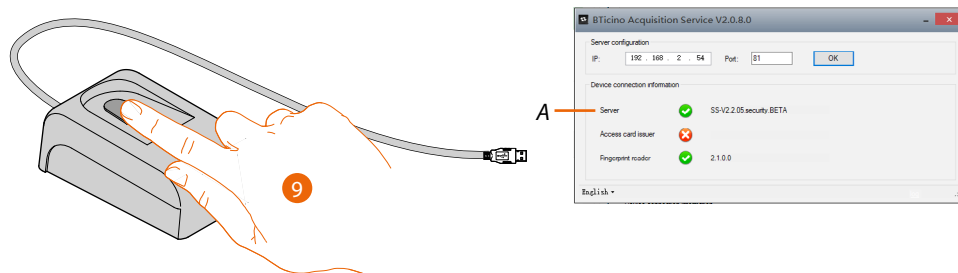 BTicino Acquisition Service V2.0.8.0
Server configuration
IP: 192 . 168 . 2 . 54 Port: 81 OK
Device connection information
A
Server SS-V2.2.05.security.BETA
Access card issuer
Fingerprint reader 2.1.0.0
9
English